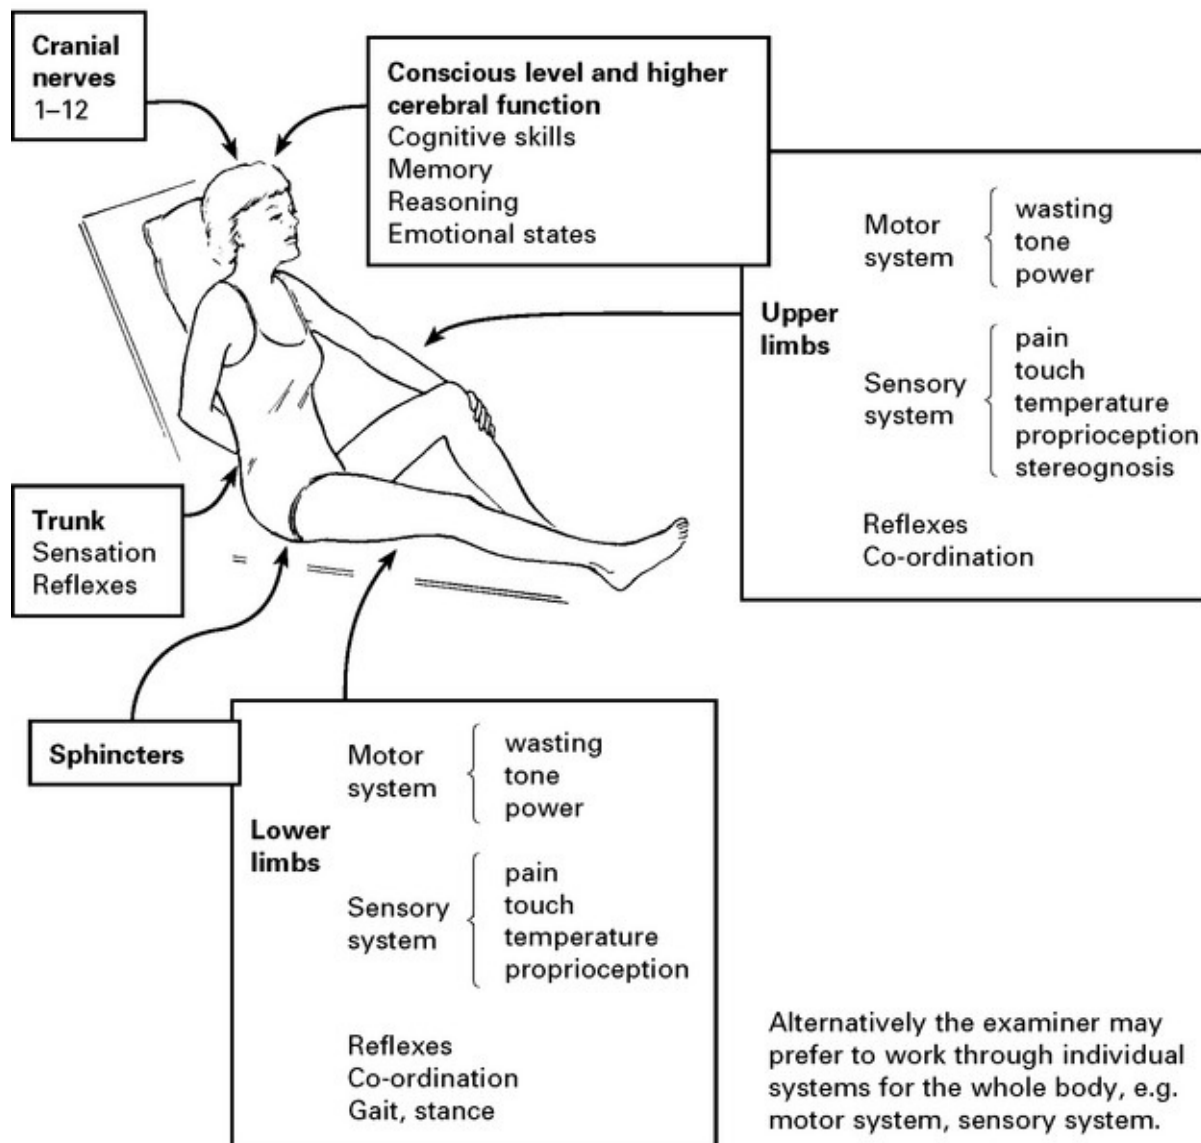 Cranial
nerves
1–12
Conscious level and higher
cerebral function
Cognitive skills
Memory
Reasoning
Emotional states
Upper
limbs
Motor
system
wasting
tone
power
Sensory
system
pain
touch
temperature
proprioception
stereognosis
Reflexes
Co-ordination
Trunk
Sensation
Reflexes
Sphincters
Lower
limbs
Motor
system
wasting
tone
power
Sensory
system
pain
touch
temperature
proprioception
Reflexes
Co-ordination
Gait, stance
Alternatively the examiner may
prefer to work through individual
systems for the whole body, e.g.
motor system, sensory system.